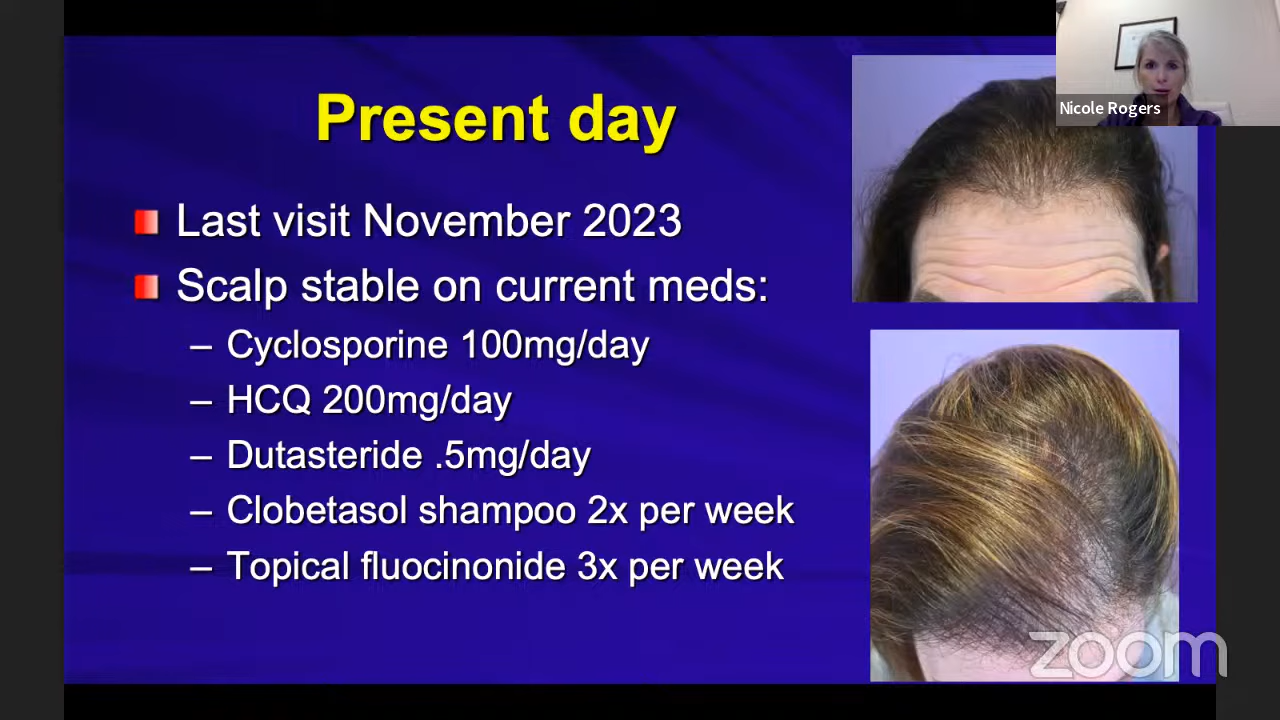 Present day
Last visit November 2023
Scalp stable on current meds:
– Cyclosporine 100mg/day
– HCQ 200mg/day
– Dutasteride .5mg/day
– Clobetasol shampoo 2x per week
– Topical fluocinonide 3x per week
Nicole Rogers
zoom